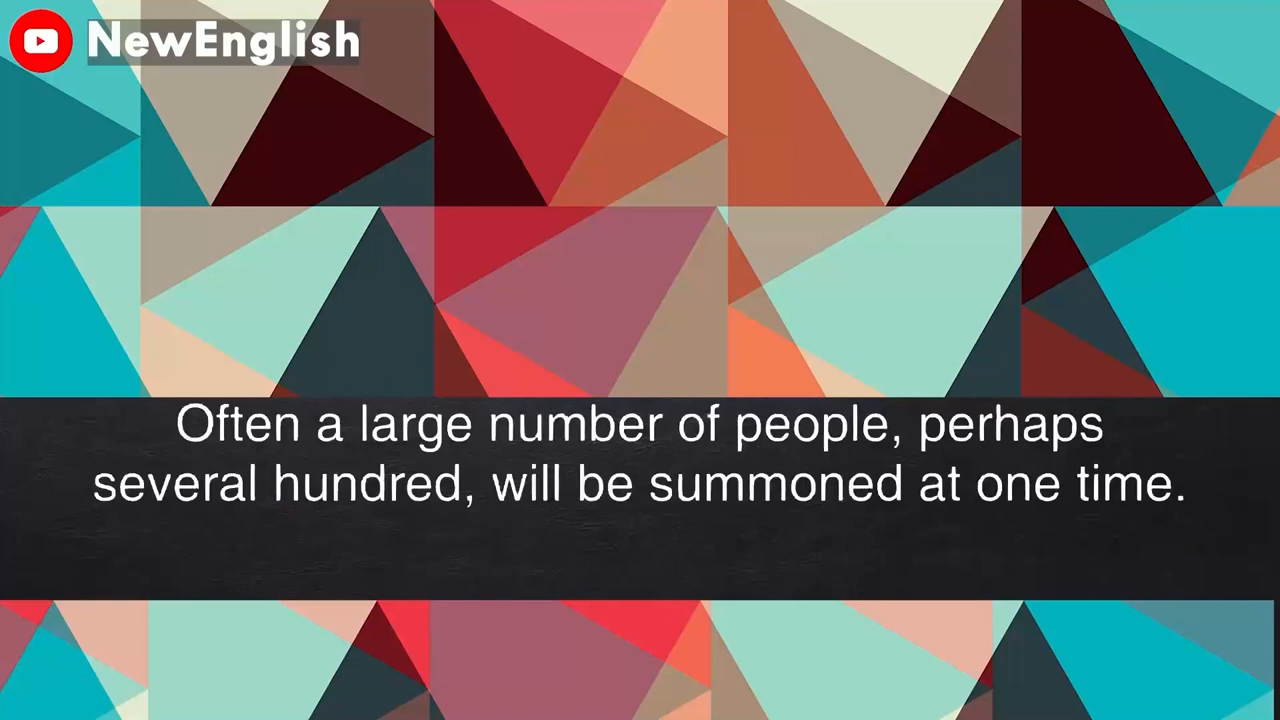 NewEnglish
Often a large number of people, perhaps
several hundred, will be summoned at one time.